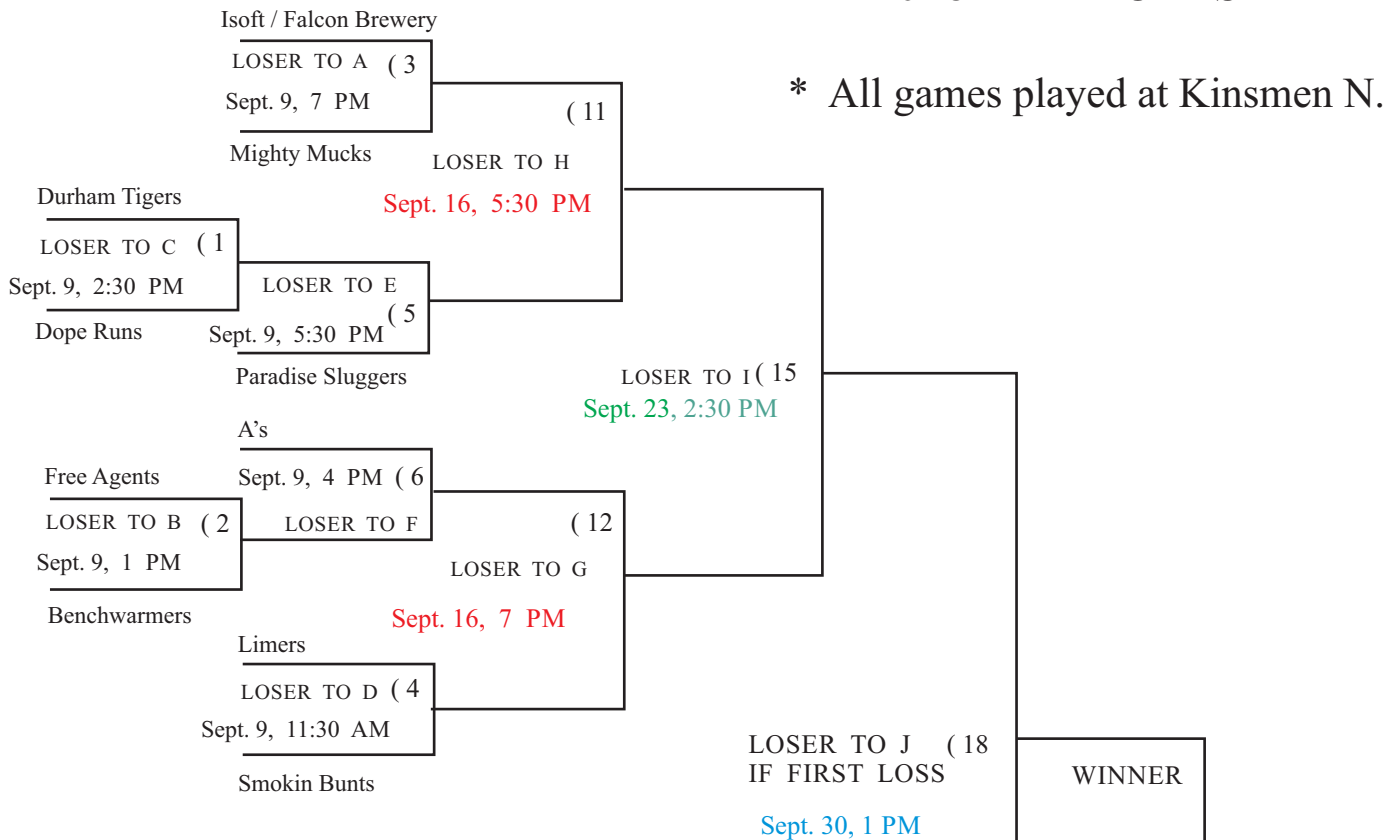 Isoft / Falcon Brewery
LOSER TO A ( 3
Sept. 9, 7 PM
Mighty Mucks
* All games played at Kinsmen N.
( 11
LOSER TO H
Sept. 16, 5:30 PM
Durham Tigers
LOSER TO C ( 1
Sept. 9, 2:30 PM
Dope Runs
LOSER TO E
( 5
Sept. 9, 5:30 PM
Paradise Sluggers
LOSER TO I ( 15
Sept. 23, 2:30 PM
A's
Sept. 9, 4 PM ( 6
LOSER TO F
Free Agents
LOSER TO B ( 2
Sept. 9, 1 PM
Benchwarmers
( 12
LOSER TO G
Sept. 16, 7 PM
Limers
LOSER TO D ( 4
Sept. 9, 11:30 AM
Smokin Bunts
LOSER TO J ( 18
IF FIRST LOSS
Sept. 30, 1 PM
WINNER